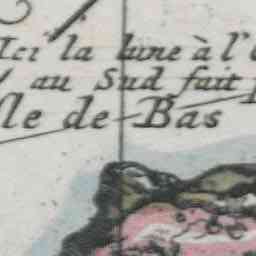 Ici la lune à l'
au Sud fait
le de Bas